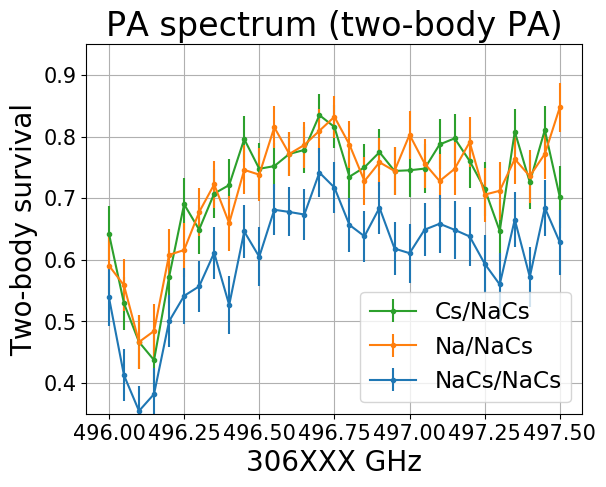 PA spectrum (two-body PA)
Two-body survival
0.9
0.8
0.7
0.6
0.5
0.4
Cs/NaCs
Na/NaCs
NaCs/NaCs
496.00 496.25 496.50 496.75 497.00 497.25 497.50
306XXX GHz